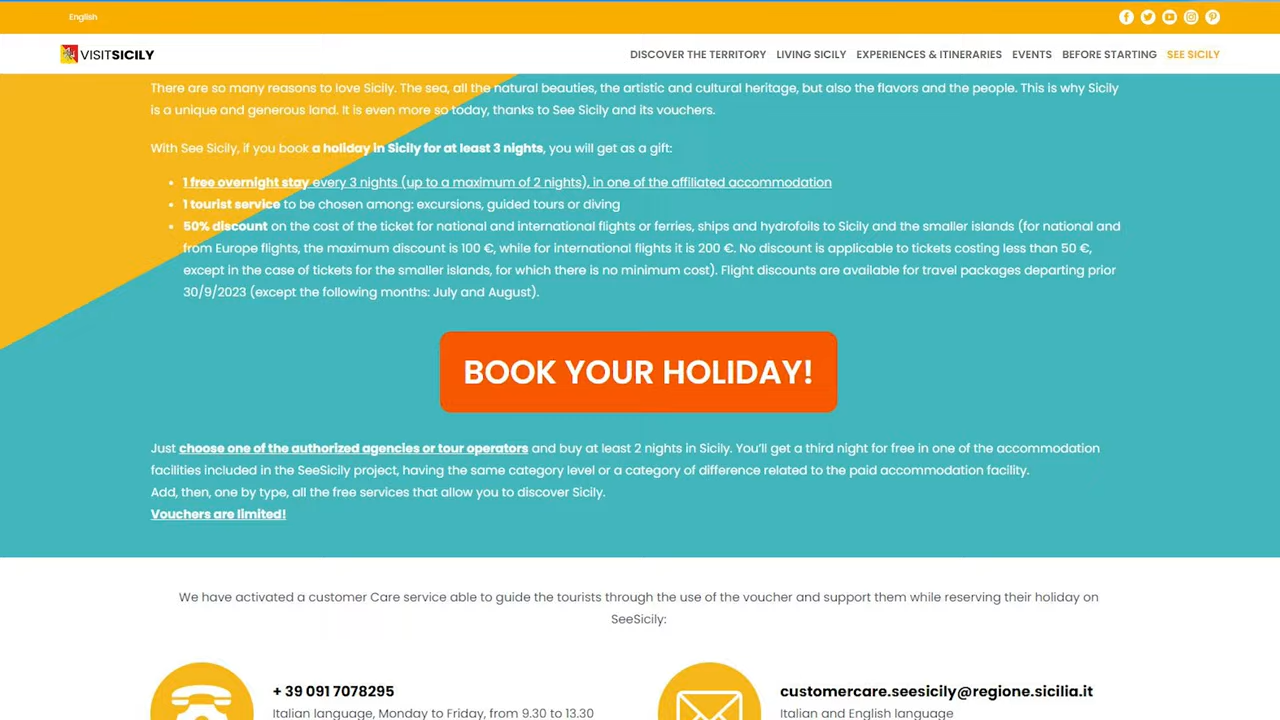 English
VISITSICILY
DISCOVER THE TERRITORY LIVING SICILY EXPERIENCES & ITINERARIES EVENTS BEFORE STARTING SEE SICILY
There are so many reasons to love Sicily. The sea, all the natural beauties, the artistic and cultural heritage, but also the flavors and the people. This is why Sicily
is a unique and generous land. It is even more so today, thanks to See Sicily and its vouchers.
With See Sicily, if you book a holiday in Sicily for at least 3 nights, you will get as a gift:
• 1 free overnight stay every 3 nights (up to a maximum of 2 nights), in one of the affiliated accommodation
• 1 tourist service to be chosen among: excursions, guided tours or diving
• 50% discount on the cost of the ticket for national and international flights or ferries, ships and hydrofoils to Sicily and the smaller islands (for national and
from Europe flights, the maximum discount is 100 €, while for international flights it is 200 €. No discount is applicable to tickets costing less than 50 €,
except in the case of tickets for the smaller islands, for which there is no minimum cost). Flight discounts are available for travel packages departing prior
30/9/2023 (except the following months: July and August).
BOOK YOUR HOLIDAY!
Just choose one of the authorized agencies or tour operators and buy at least 2 nights in Sicily. You'll get a third night for free in one of the accommodation
facilities included in the SeeSicily project, having the same category level or a category of difference related to the paid accommodation facility.
Add, then, one by type, all the free services that allow you to discover Sicily.
Vouchers are limited!
We have activated a customer Care service able to guide the tourists through the use of the voucher and support them while reserving their holiday on
SeeSicily:
+ 39 091 7078295
Italian language, Monday to Friday, from 9.30 to 13.30
customercare.seesicily@regione.sicilia.it
Italian and English language